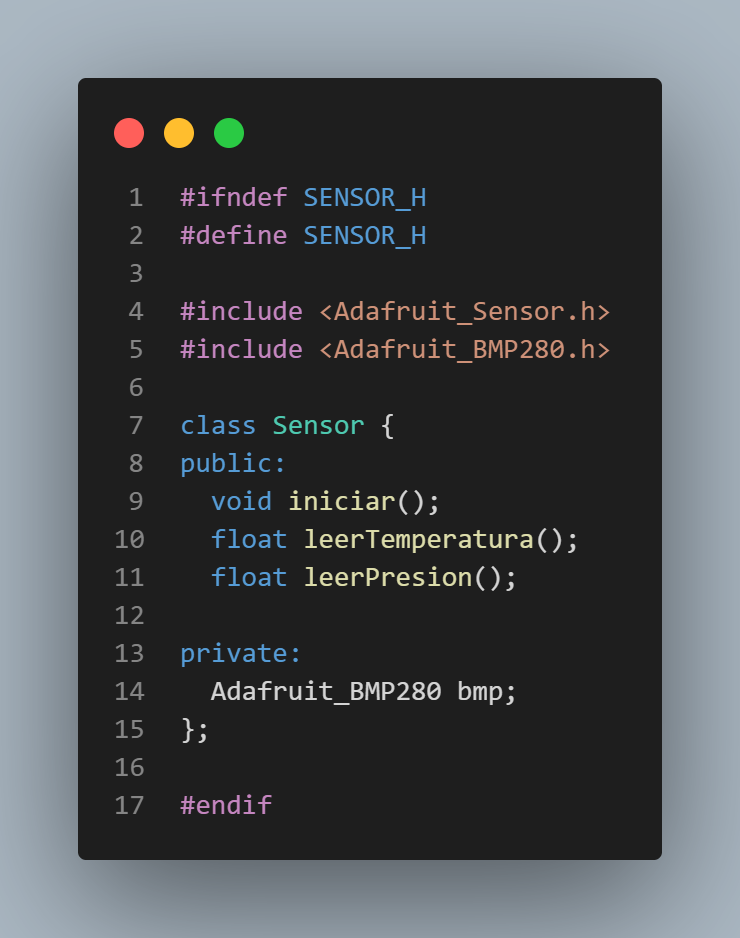 1 #ifndef SENSOR_H
2 #define SENSOR_H
3
4 #include <Adafruit_Sensor.h>
5 #include <Adafruit_BMP280.h>
6
7 class Sensor {
8 public:
9   void iniciar();
10   float leerTemperatura();
11   float leerPresion();
12
13 private:
14   Adafruit_BMP280 bmp;
15 };
16
17 #endif